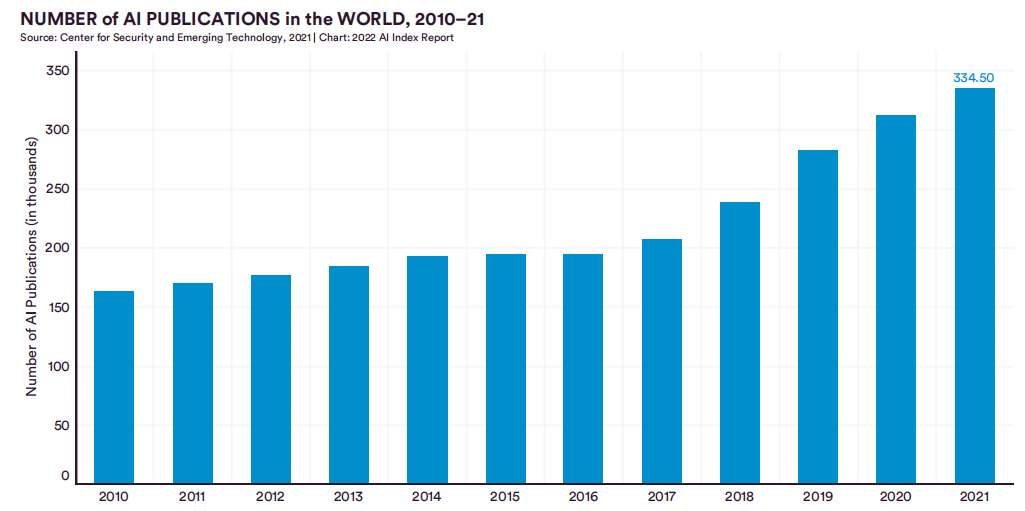 NUMBER of AI PUBLICATIONS in the WORLD, 2010–21
Source: Center for Security and Emerging Technology, 2021 | Chart: 2022 AI Index Report
Number of AI Publications (in thousands)
350
300
250
200
150
100
50
0
334.50
2010 2011 2012 2013 2014 2015 2016 2017 2018 2019 2020 2021